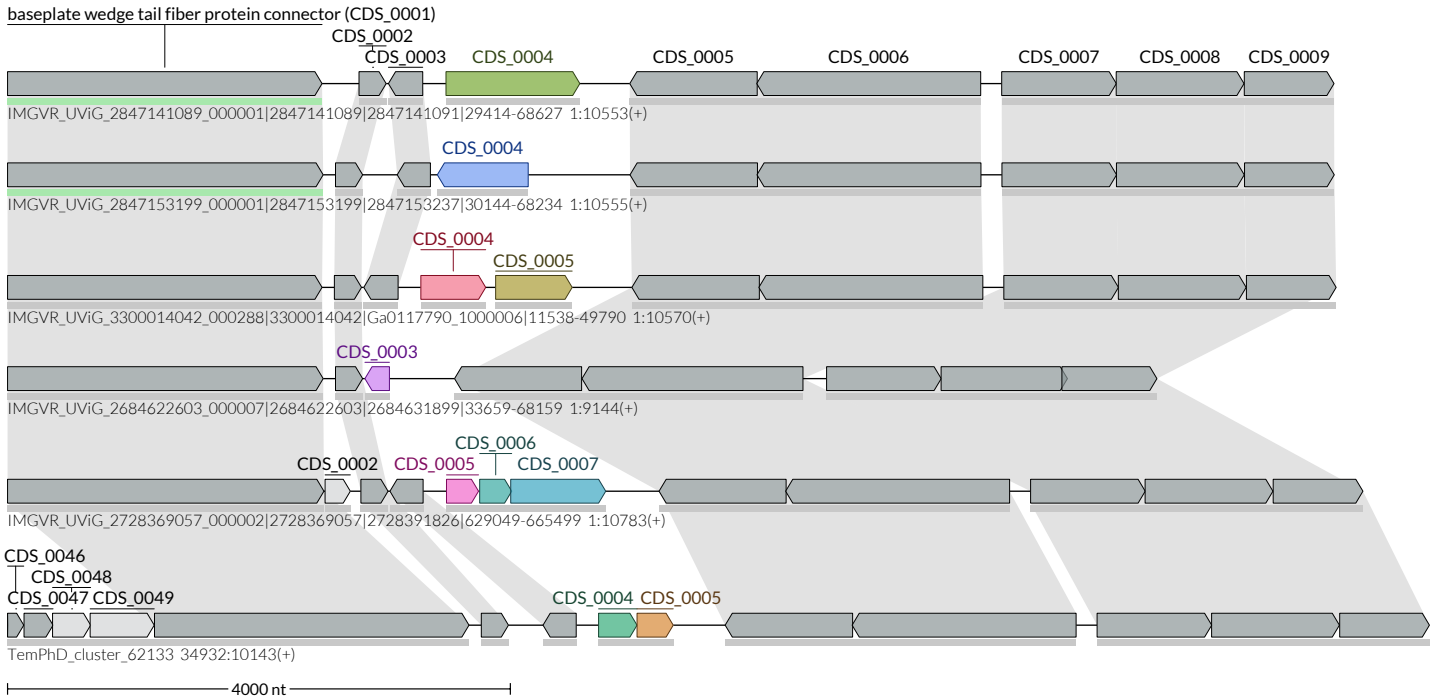 baseplate wedge tail fiber protein connector (CDS_0001)
CDS_0002
CDS_0003 CDS_0004 CDS_0005 CDS_0006 CDS_0007 CDS_0008 CDS_0009
IMGVR_UViG_2847141089_000001|2847141089|2847141091|29414-68627 1:10553(+)
CDS_0004
IMGVR_UViG_2847153199_000001|2847153199|2847153237|30144-68234 1:10555(+)
CDS_0004
CDS_0005
IMGVR_UViG_3300014042_000288|3300014042|Ga0117790_1000006|11538-49790 1:10570(+)
CDS_0003
IMGVR_UViG_2684622603_000007|2684622603|2684631899|33659-68159 1:9144(+)
CDS_0006
CDS_0002 CDS_0005 CDS_0007
IMGVR_UViG_2728369057_000002|2728369057|2728391826|629049-665499 1:10783(+)
CDS_0046
CDS_0048
CDS_0047 CDS_0049 CDS_0004 CDS_0005
TemPhD_cluster_62133 34932:10143(+)
4000 nt